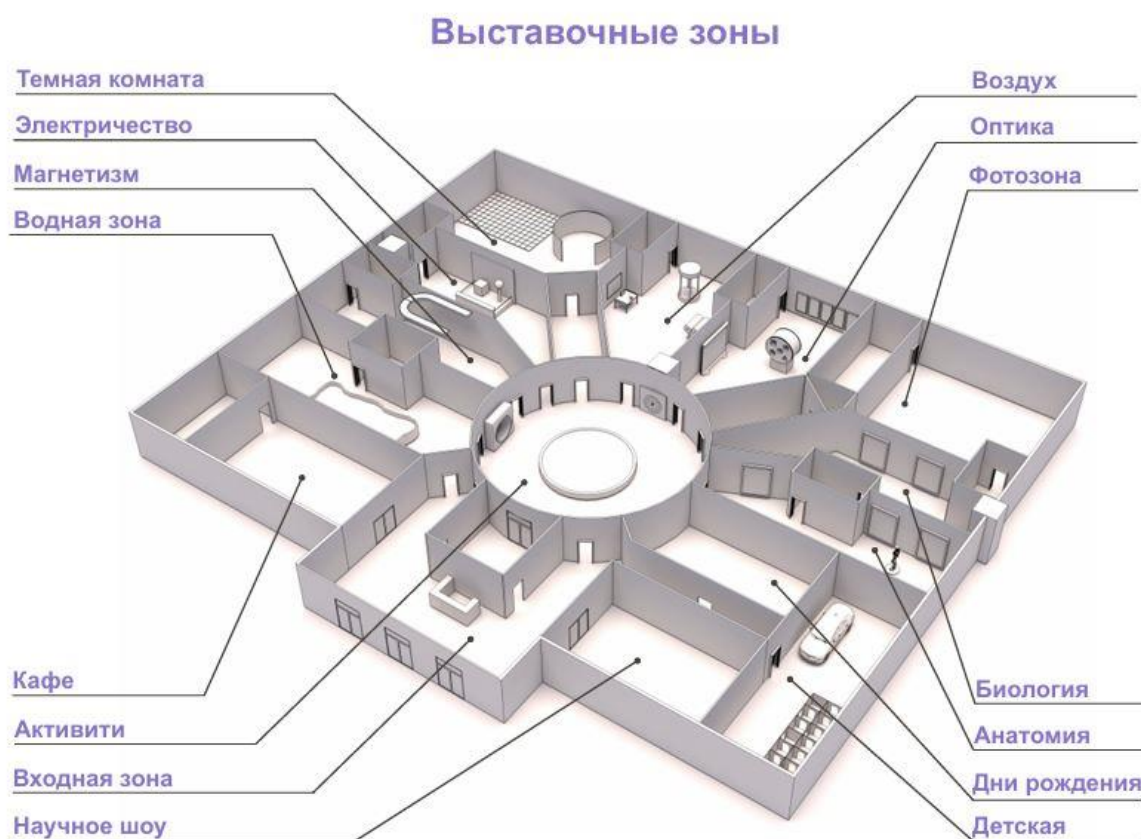 Выставочные зоны
Темная комната
Электричество
Магнетизм
Водная зона
Воздух
Оптика
Фотозона
Кафе
Активити
Входная зона
Научное шоу
Биология
Анатомия
Дни рождения
Детская